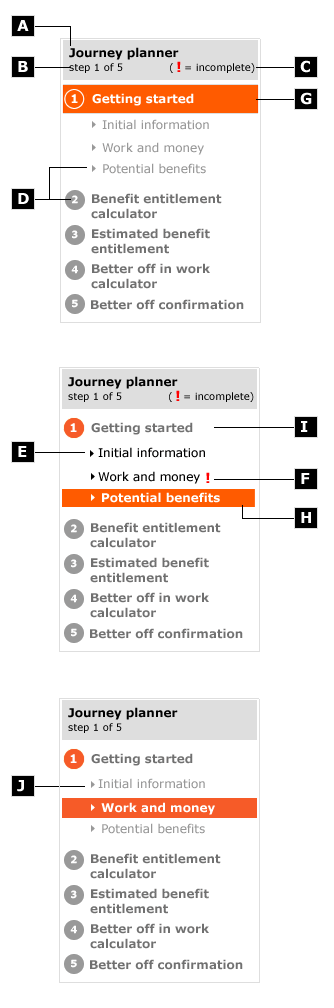 A
Journey planner
B
step 1 of 5 (! = incomplete)
C
1 Getting started
G
Initial information
Work and money
Potential benefits
D
2 Benefit entitlement
calculator
3 Estimated benefit
entitlement
4 Better off in work
calculator
5 Better off confirmation
Journey planner
step 1 of 5 (! = incomplete)
1 Getting started
I
E
Initial information
Work and money !
F
Potential benefits
H
2 Benefit entitlement
calculator
3 Estimated benefit
entitlement
4 Better off in work
calculator
5 Better off confirmation
Journey planner
step 1 of 5
1 Getting started
J
Initial information
Work and money
Potential benefits
2 Benefit entitlement
calculator
3 Estimated benefit
entitlement
4 Better off in work
calculator
5 Better off confirmation